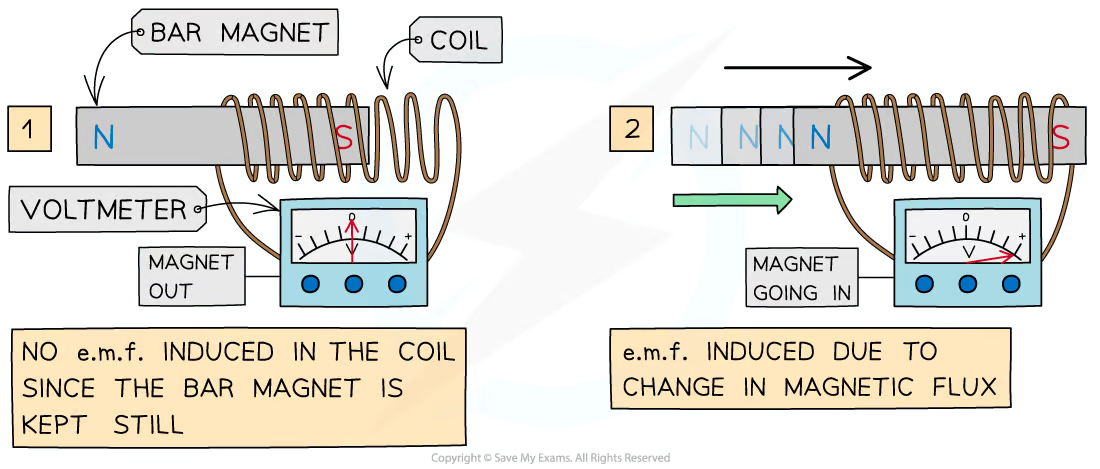 BAR MAGNET
COIL
1
N
S
VOLTMETER
0
- +
V
MAGNET
OUT
NO e.m.f. INDUCED IN THE COIL
SINCE THE BAR MAGNET IS
KEPT STILL
2
N N N N
S
0
- +
V
MAGNET
GOING IN
e.m.f. INDUCED DUE TO
CHANGE IN MAGNETIC FLUX
Copyright © Save My Exams. All Rights Reserved